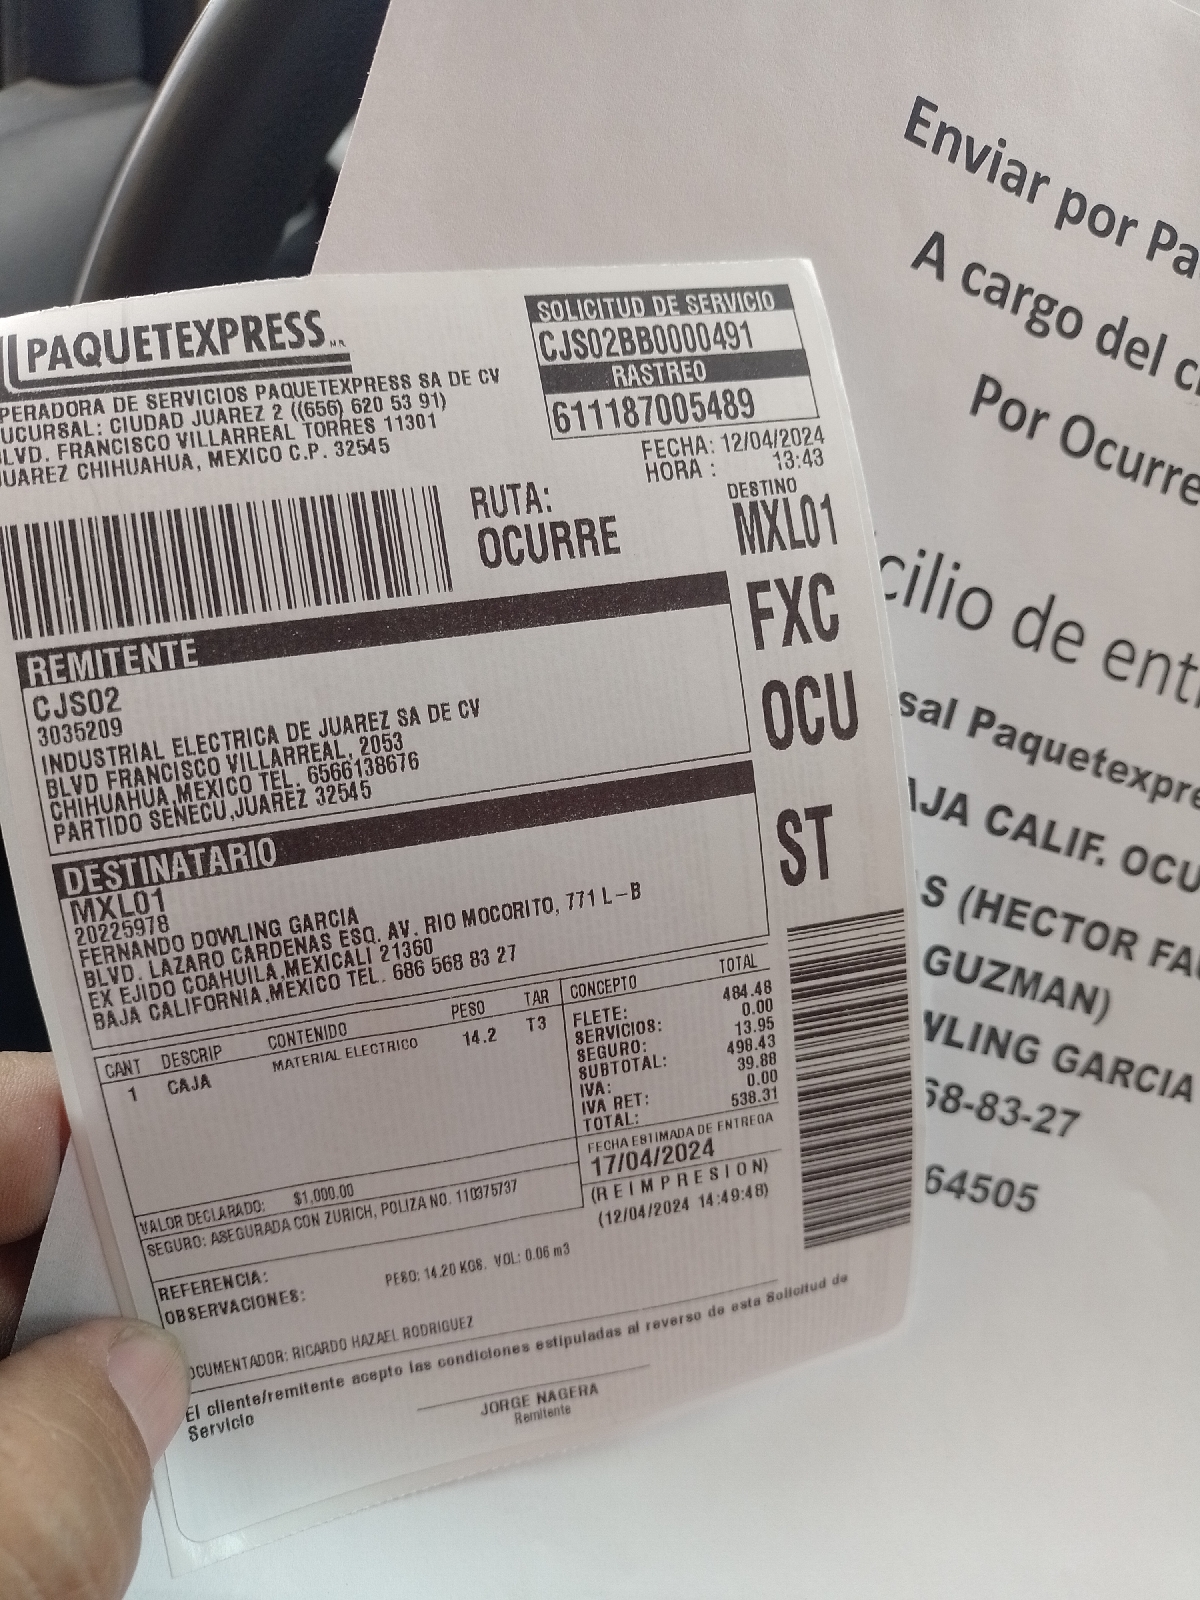 PAQUETEXPRESS M.R.
PERADORA DE SERVICIOS PAQUETEXPRESS SA DE CV
UCURSAL: CIUDAD JUAREZ 2 ((656) 620 53 91)
LVD. FRANCISCO VILLARREAL TORRES 11301
UAREZ CHIHUAHUA, MEXICO C.P. 32545
SOLICITUD DE SERVICIO
CJS02BB0000491
RASTREO
611187005489
FECHA: 12/04/2024
HORA : 13:43
RUTA:
OCURRE
DESTINO
MXL01
FXC
OCU
ST
REMITENTE
CJS02
3035209
INDUSTRIAL ELECTRICA DE JUAREZ SA DE CV
BLVD FRANCISCO VILLARREAL, 2053
CHIHUAHUA,MEXICO TEL. 6566138676
PARTIDO SENECU,JUAREZ 32545
DESTINATARIO
MXL01
20225978
FERNANDO DOWLING GARCIA
BLVD. LAZARO CARDENAS ESQ. AV. RIO MOCORITO, 771 L-B
EX EJIDO COAHUILA,MEXICALI 21360
BAJA CALIFORNIA,MEXICO TEL. 686 568 83 27
CANT DESCRIP CONTENIDO PESO TAR
1 CAJA MATERIAL ELECTRICO 14.2 T3
CONCEPTO TOTAL
FLETE: 484.48
SERVICIOS: 0.00
SEGURO: 13.95
SUBTOTAL: 498.43
IVA: 39.88
IVA RET: 0.00
TOTAL: 538.31
FECHA ESTIMADA DE ENTREGA
17/04/2024
(REIMPRESION)
(12/04/2024 14:49:48)
VALOR DECLARADO: $1,000.00
SEGURO: ASEGURADA CON ZURICH, POLIZA NO. 110375737
REFERENCIA:
OBSERVACIONES: PESO: 14.20 KGS. VOL: 0.06 m3
OCUMENTADOR: RICARDO HAZAEL RODRIGUEZ
El cliente/remitente acepto las condiciones estipuladas al reverso de esta Solicitud de
Servicio
JORGE NAGERA
Remitente
Enviar por Pa
A cargo del c
Por Ocurre
cilio de ent
sal Paquetexpre
AJA CALIF. OCU
S (HECTOR FA
GUZMAN)
WLING GARCIA
68-83-27
64505